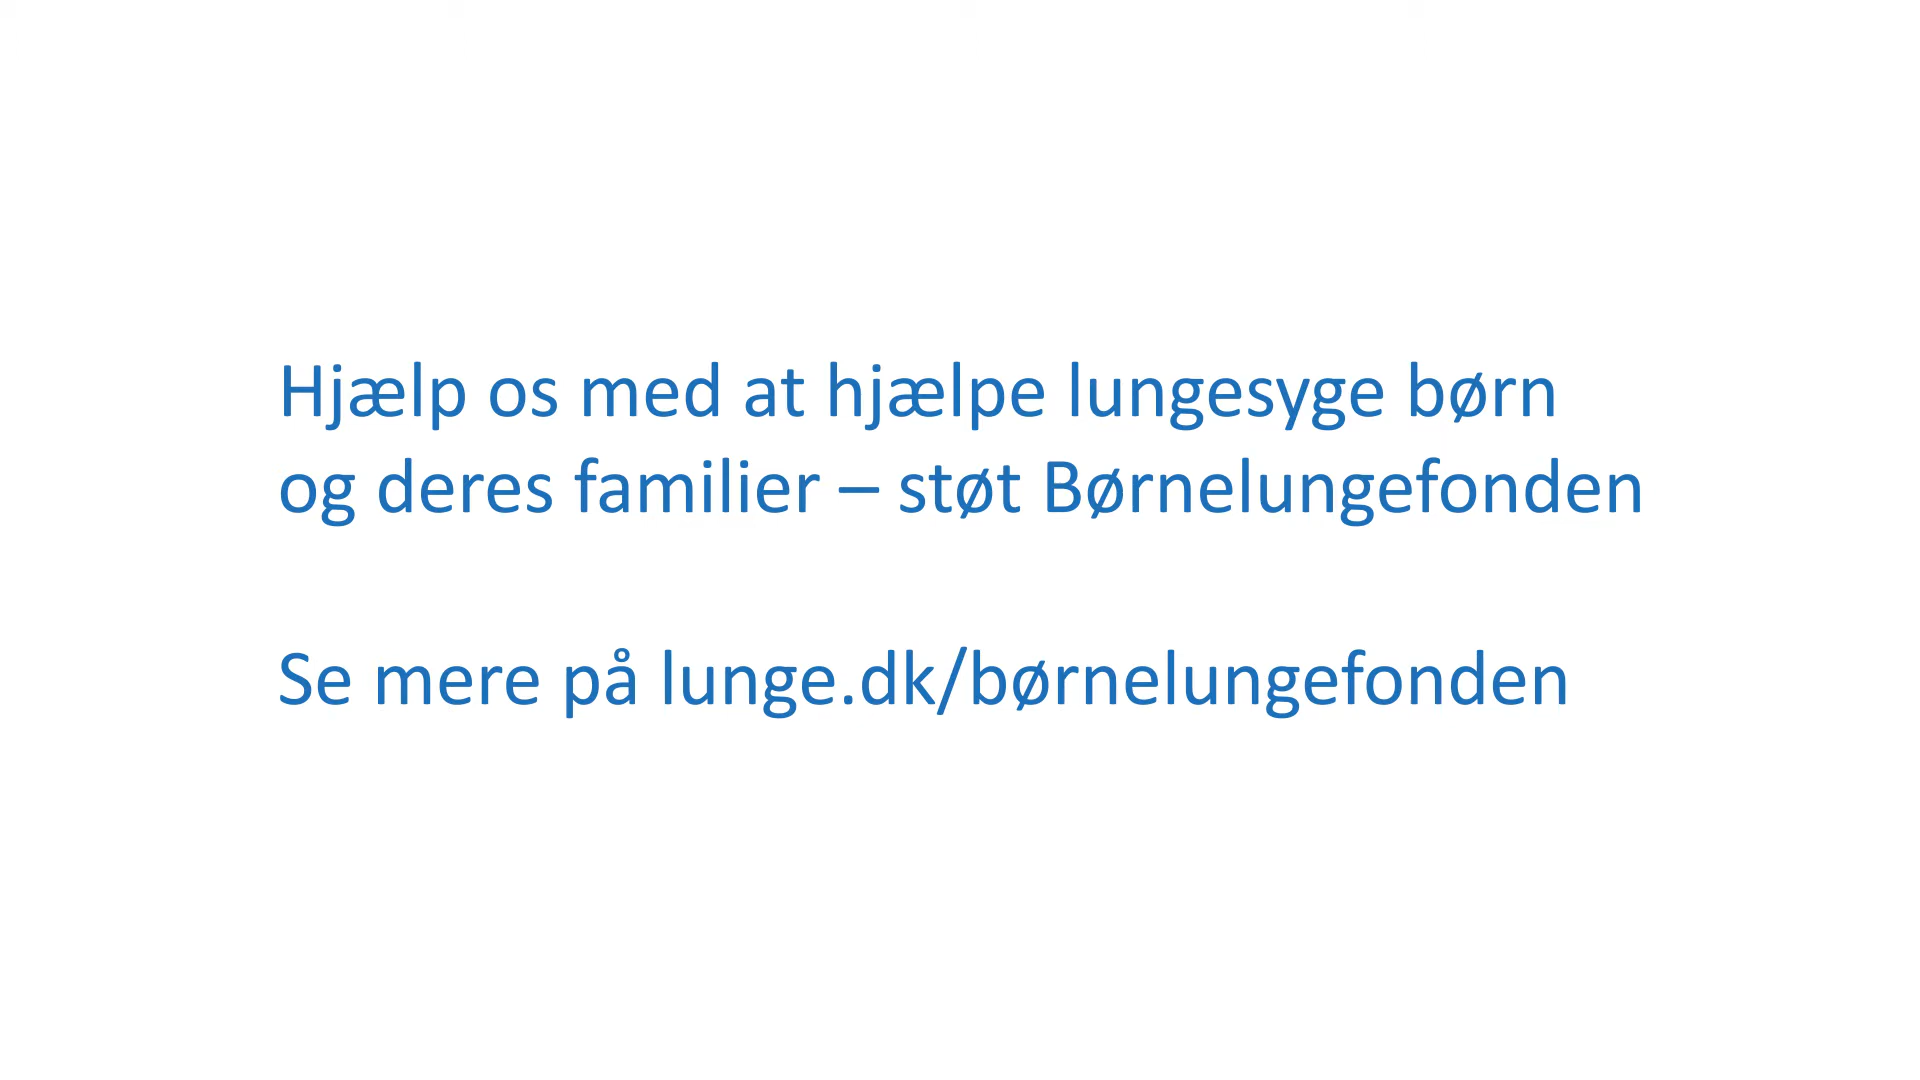 Hjælp os med at hjælpe lungesyge børn
og deres familier – støt Børnelungefonden
Se mere på lunge.dk/børnelungefonden